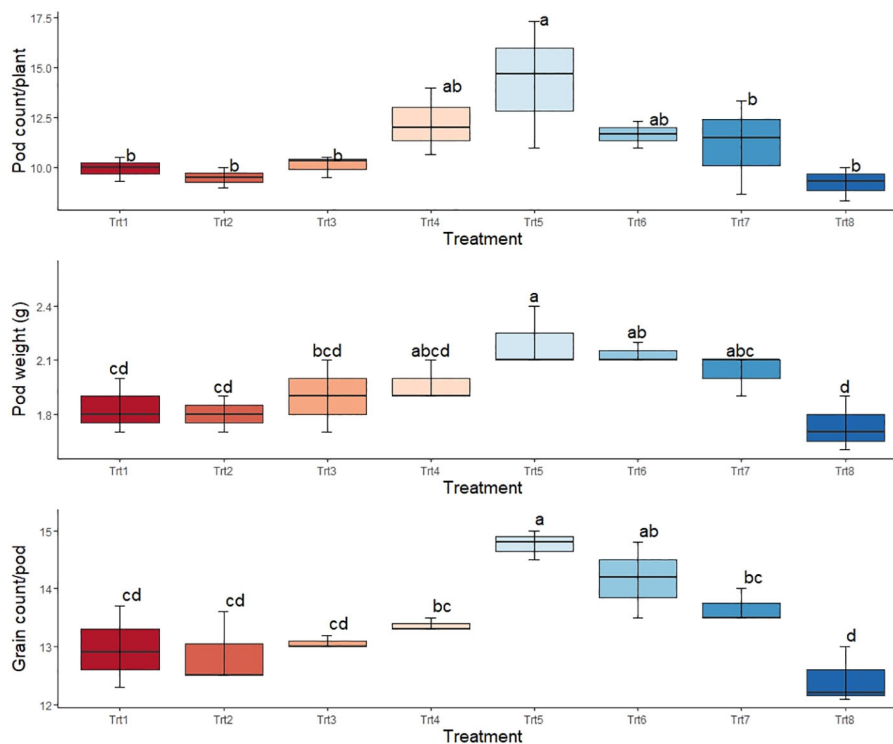 17.5
a
15.0
ab
12.5
ab
b
b
b
b
b
10.0
Pod count/plant
Trt1 Trt2 Trt3 Trt4 Trt5 Trt6 Trt7 Trt8
Treatment
a
2.4
ab
abc
abcd
bcd
2.1
cd
cd
d
1.8
Pod weight (g)
Trt1 Trt2 Trt3 Trt4 Trt5 Trt6 Trt7 Trt8
Treatment
a
15
ab
bc
14
cd
cd
bc
cd
d
13
12
Grain count/pod
Trt1 Trt2 Trt3 Trt4 Trt5 Trt6 Trt7 Trt8
Treatment